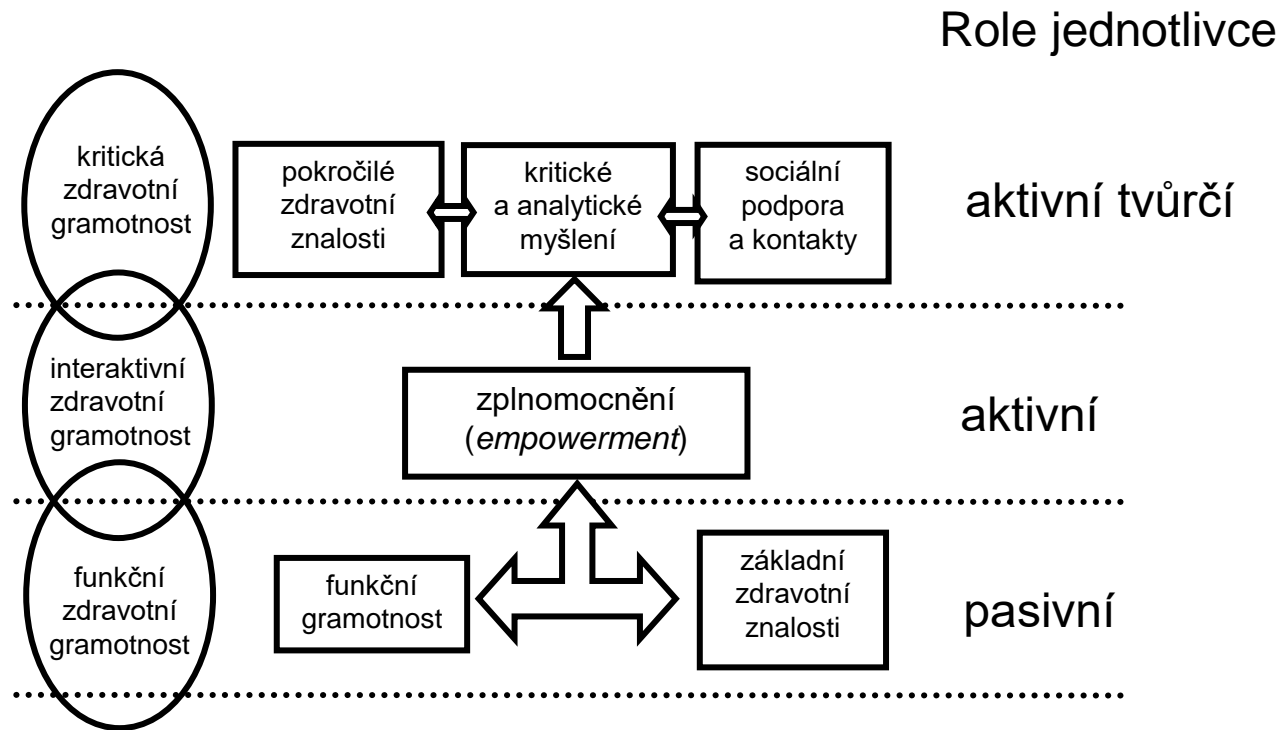 Role jednotlivce
kritická
zdravotní
gramotnost
pokročilé
zdravotní
znalosti
kritické
a analytické
myšlení
sociální
podpora
a kontakty
aktivní tvůrčí
interaktivní
zdravotní
gramotnost
zplnomocnění
(empowerment)
aktivní
funkční
zdravotní
gramotnost
funkční
gramotnost
základní
zdravotní
znalosti
pasivní